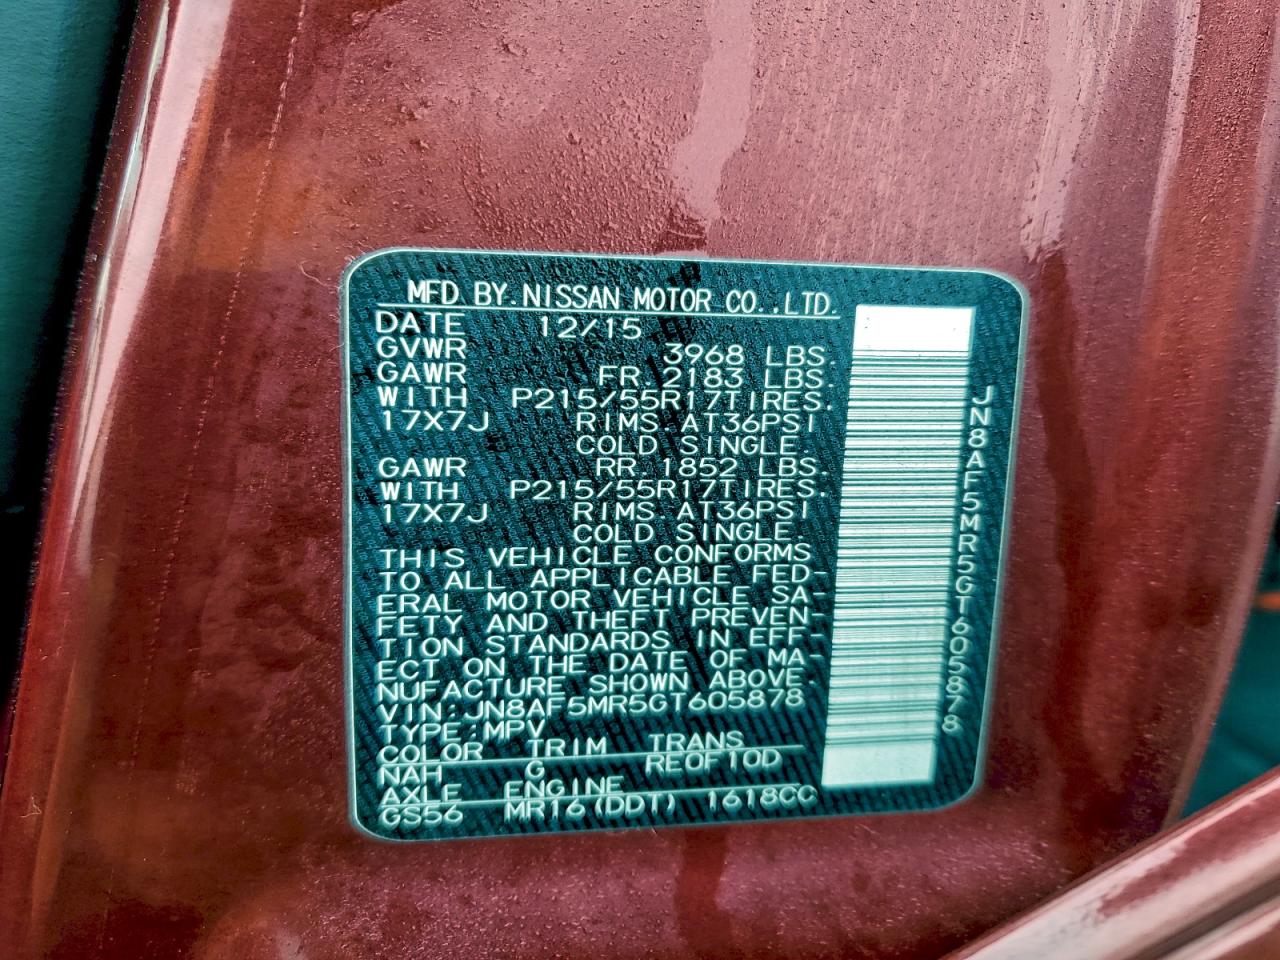 MFD BY.NISSAN MOTOR CO.,LTD.
DATE 12/15
GVWR 3968 LBS.
GAWR FR.2183 LBS.
WITH P215/55R17TIRES.
17X7J RIMS.AT36PSI
COLD SINGLE.
GAWR RR.1852 LBS.
WITH P215/55R17TIRES.
17X7J RIMS.AT36PSI
COLD SINGLE.
THIS VEHICLE CONFORMS
TO ALL APPLICABLE FED-
ERAL MOTOR VEHICLE SA-
FETY AND THEFT PREVEN-
TION STANDARDS IN EFF-
ECT ON THE DATE OF MA-
NUFACTURE SHOWN ABOVE.
VIN:JN8AF5MR5GT605878
TYPE:MPV
COLOR TRIM TRANS
NAH G RE0F10D
AXLE ENGINE
GS56 MR16(DDT) 1618CC
JN8AF5MR5GT605878